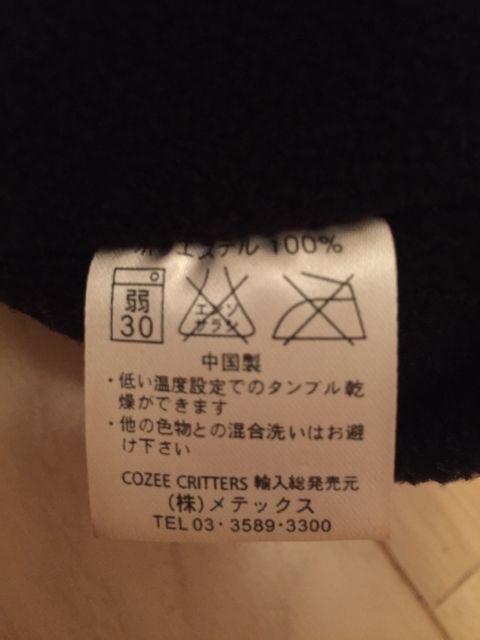 ポリエステル 100%
弱
30
エンソ
サラシ
中国製
・低い温度設定でのタンブル乾
燥ができます
・他の色物との混合洗いはお避
け下さい
COZEE CRITTERS 輸入総発売元
(株)メテックス
TEL 03・3589・3300